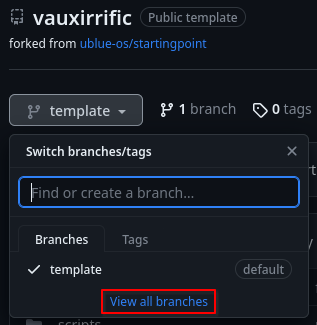 vauxirrific Public template
forked from ublue-os/startingpoint
template 1 branch 0 tags
Switch branches/tags
Find or create a branch...
Branches Tags
template default
View all branches
scripts